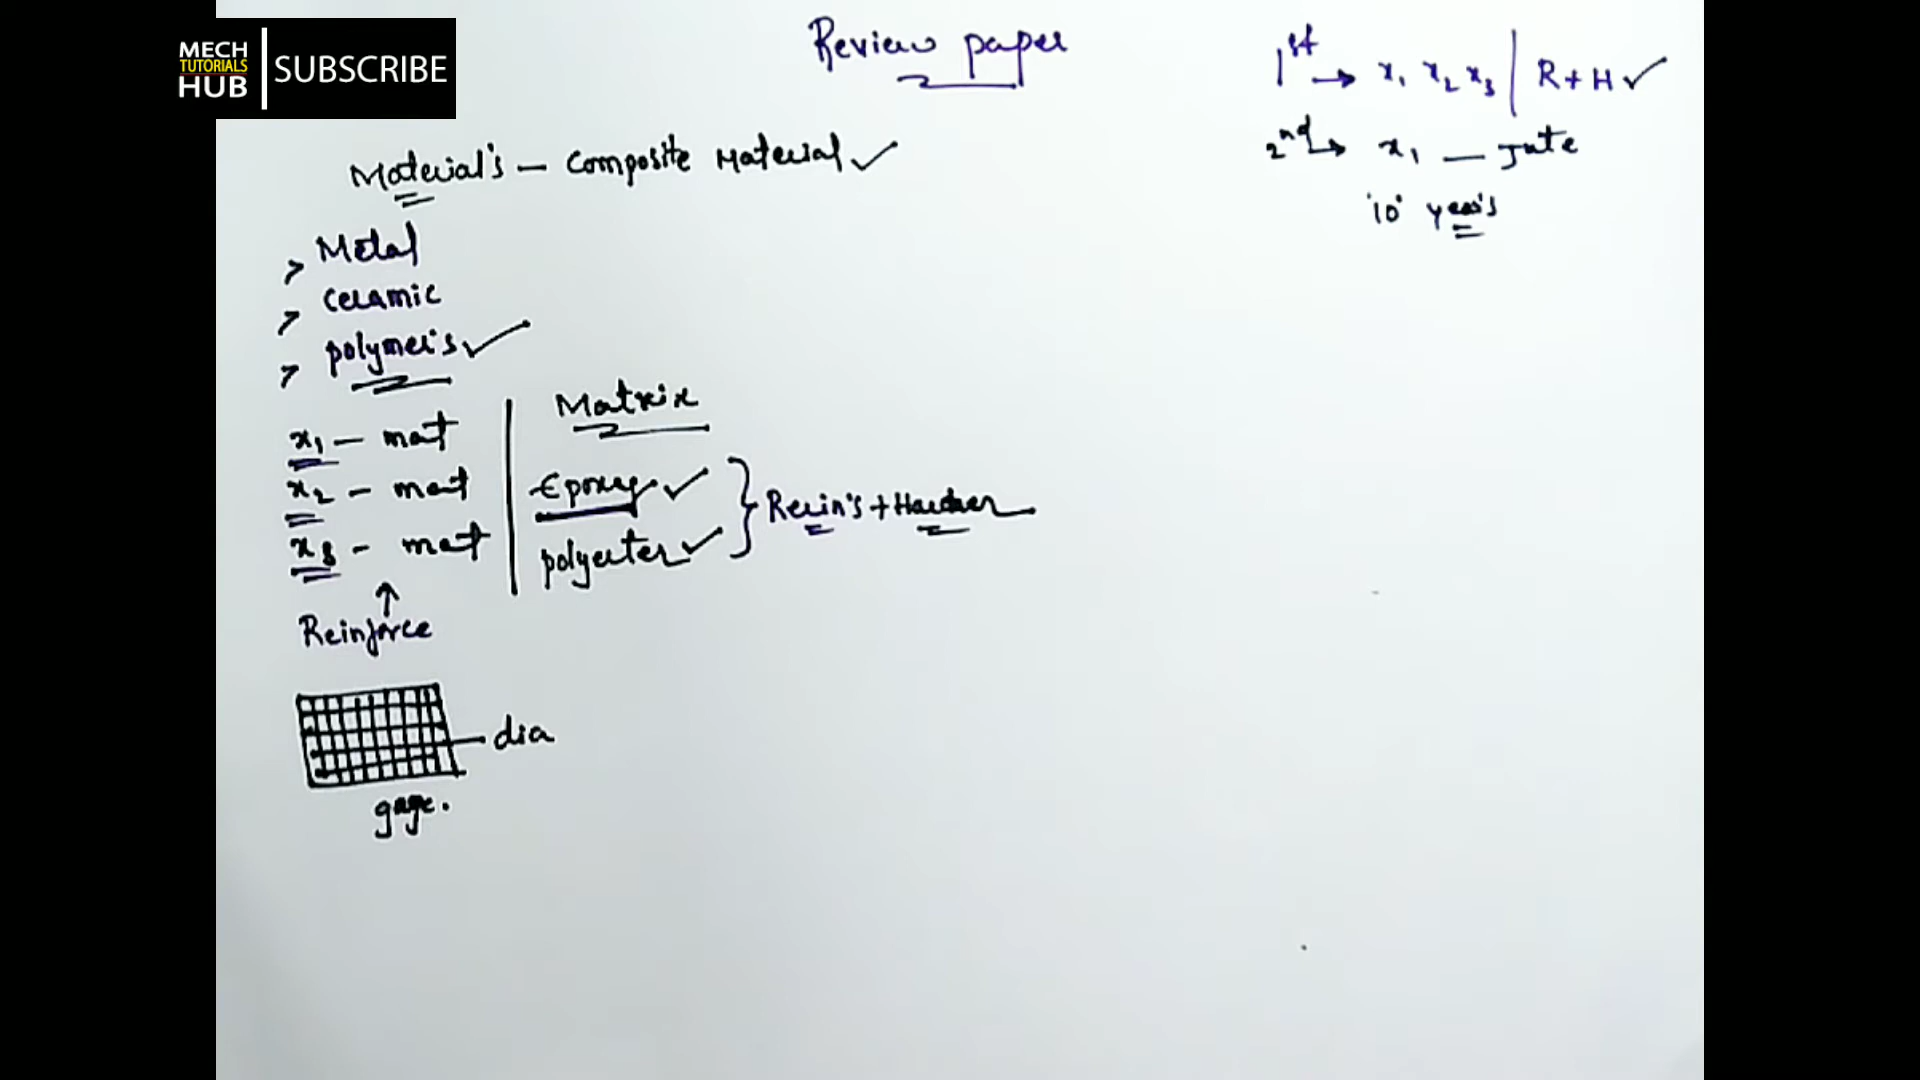 MECH
TUTORIALS
HUB
SUBSCRIBE
Review paper
1st → x1 x2 x3 | R + H ✓
2nd → x1 — Jute
'10' year's
Material's — Composite Material ✓
> Metal
> Ceramic
> polymer's ✓
x1 — mat
x2 — mat
x3 - mat
Reinforce
Matrix
Epoxy ✓
polyester ✓
Resin's + Hardner
dia
gage.